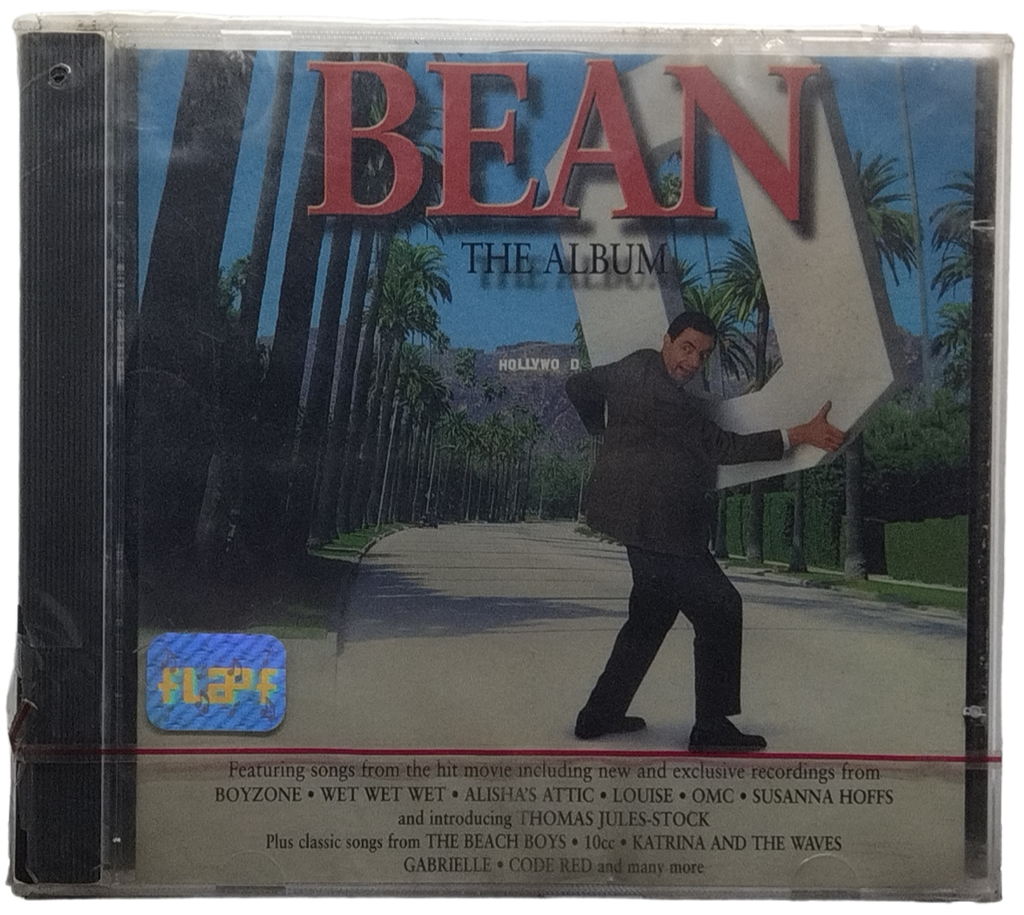 BEAN
THE ALBUM
HOLLYWO D
fLaPf
Featuring songs from the hit movie including new and exclusive recordings from
BOYZONE • WET WET WET • ALISHA'S ATTIC • LOUISE • OMC • SUSANNA HOFFS
and introducing THOMAS JULES-STOCK
Plus classic songs from THE BEACH BOYS • 10cc • KATRINA AND THE WAVES
GABRIELLE • CODE RED and many more